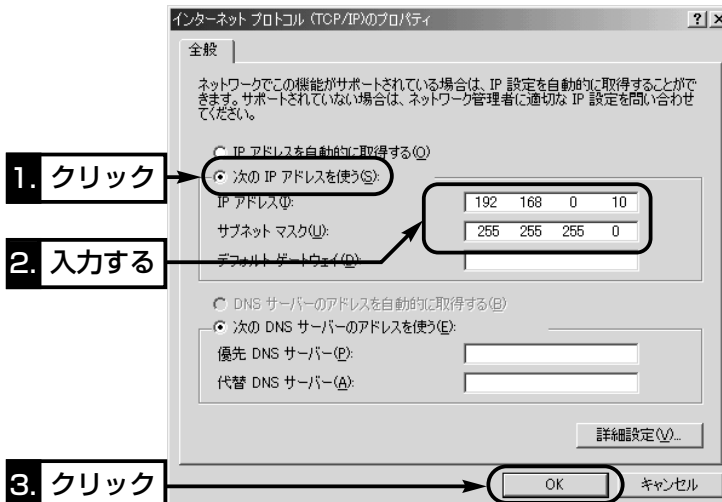 インターネット プロトコル (TCP/IP)のプロパティ
? ×
全般
ネットワークでこの機能がサポートされている場合は、IP 設定を自動的に取得することがで
きます。サポートされていない場合は、ネットワーク管理者に適切な IP 設定を問い合わせ
てください。
IP アドレスを自動的に取得する(O)
1. クリック
次の IP アドレスを使う(S):
IP アドレス(I):
192 168 0 10
サブネット マスク(U):
255 255 255 0
2. 入力する
デフォルト ゲートウェイ(D):
DNS サーバーのアドレスを自動的に取得する(B)
次の DNS サーバーのアドレスを使う(E):
優先 DNS サーバー(P):
代替 DNS サーバー(A):
詳細設定(V)...
3. クリック
OK
キャンセル